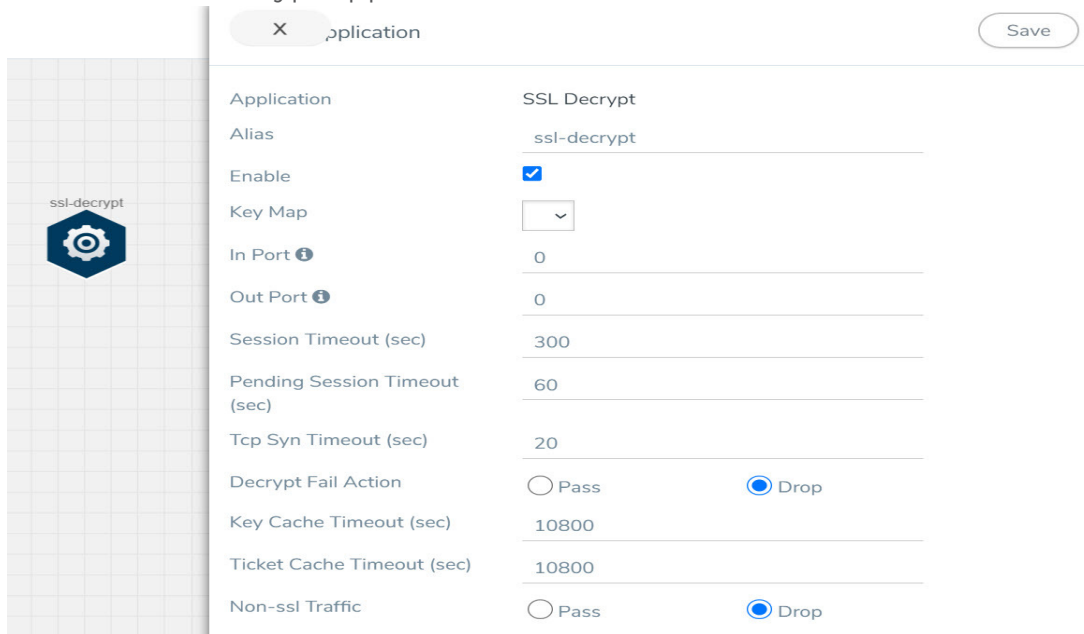 pplication
Save
ssl-decrypt
Application SSL Decrypt
Alias ssl-decrypt
Enable
Key Map
In Port 0
Out Port 0
Session Timeout (sec) 300
Pending Session Timeout
(sec) 60
Tcp Syn Timeout (sec) 20
Decrypt Fail Action Pass Drop
Key Cache Timeout (sec) 10800
Ticket Cache Timeout (sec) 10800
Non-ssl Traffic Pass Drop